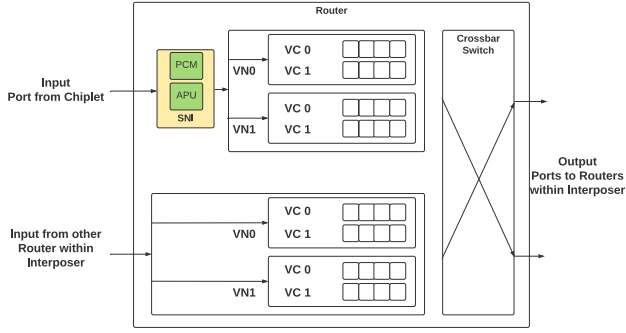 Router
Input
Port from Chiplet
PCM
APU
SNI
VN0
VC 0
VC 1
VN1
VC 0
VC 1
Crossbar
Switch
Output
Ports to Routers
within Interposer
Input from other
Router within
Interposer
VN0
VC 0
VC 1
VN1
VC 0
VC 1